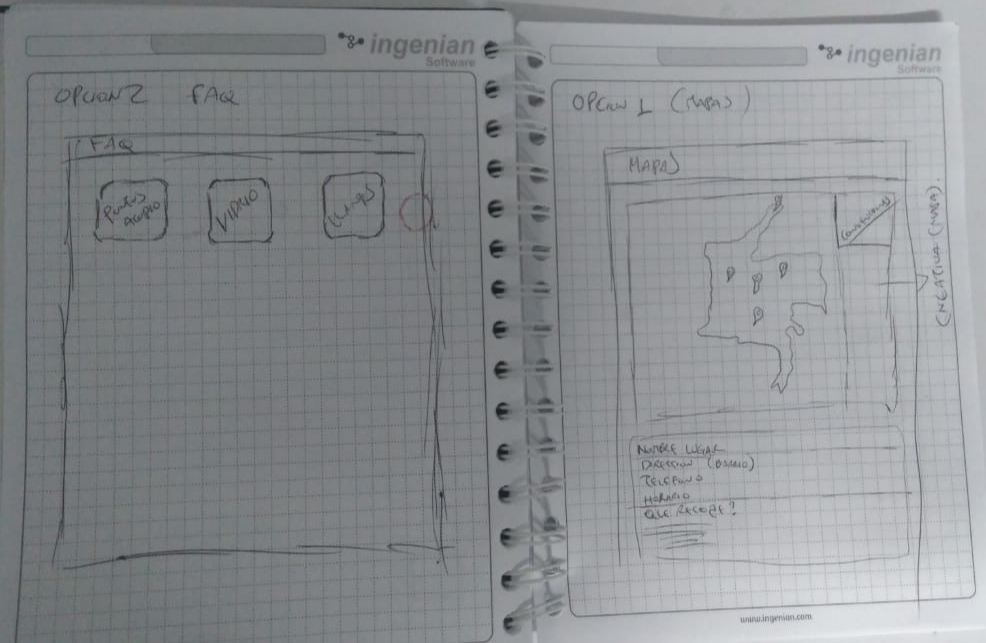 ingenian
Software
OPCION 2 FAQ
FAQ
PUNTOS
ACOPIO
VIDEO
ingenian
Software
OPCION 1 (MAPAS)
MAPAS
NOMBRE LUGAR
DIRECCION (BARRIO)
TELEFONO
HORARIO
QUE RECOGE?
(MAPA)
www.ingenian.com